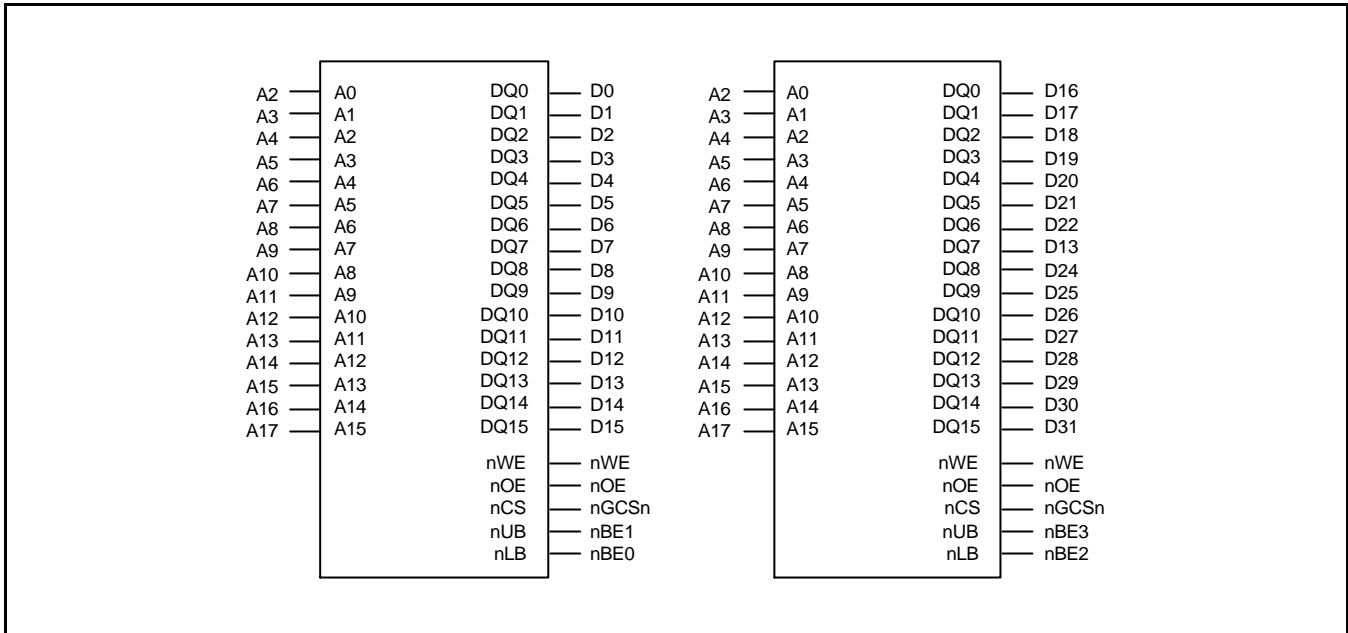 A2 A0 DQ0 D0 A2 A0 DQ0 D16
A3 A1 DQ1 D1 A3 A1 DQ1 D17
A4 A2 DQ2 D2 A4 A2 DQ2 D18
A5 A3 DQ3 D3 A5 A3 DQ3 D19
A6 A4 DQ4 D4 A6 A4 DQ4 D20
A7 A5 DQ5 D5 A7 A5 DQ5 D21
A8 A6 DQ6 D6 A8 A6 DQ6 D22
A9 A7 DQ7 D7 A9 A7 DQ7 D13
A10 A8 DQ8 D8 A10 A8 DQ8 D24
A11 A9 DQ9 D9 A11 A9 DQ9 D25
A12 A10 DQ10 D10 A12 A10 DQ10 D26
A13 A11 DQ11 D11 A13 A11 DQ11 D27
A14 A12 DQ12 D12 A14 A12 DQ12 D28
A15 A13 DQ13 D13 A15 A13 DQ13 D29
A16 A14 DQ14 D14 A16 A14 DQ14 D30
A17 A15 DQ15 D15 A17 A15 DQ15 D31
nWE nWE nWE nWE
nOE nOE nOE nOE
nCS nGCSn nCS nGCSn
nUB nBE1 nUB nBE3
nLB nBE0 nLB nBE2